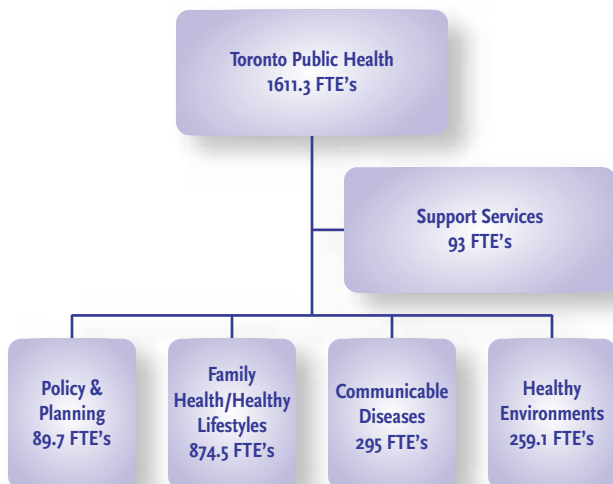 Toronto Public Health
1611.3 FTE's
Support Services
93 FTE's
Policy &
Planning
89.7 FTE's
Family
Health/Healthy
Lifestyles
874.5 FTE's
Communicable
Diseases
295 FTE's
Healthy
Environments
259.1 FTE's